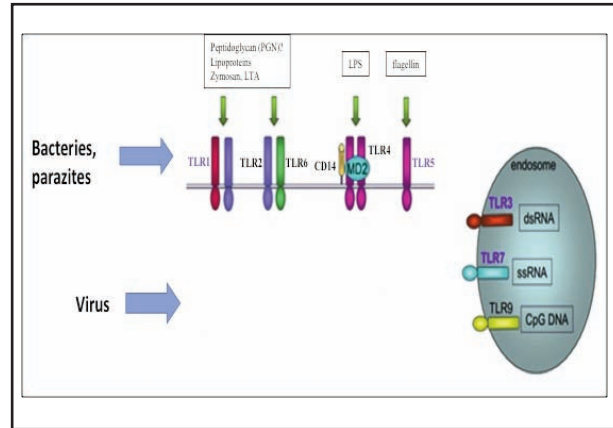 Peptidoglycan (PGN)?
Lipoproteins
Zymosan, LTA
LPS
flagellin
Bacteries,
parasites
TLR1
TLR2
TLR6
CD14
MD2
TLR4
TLR5
endosome
TLR3
dsRNA
TLR7
ssRNA
TLR9
CpG DNA
Virus